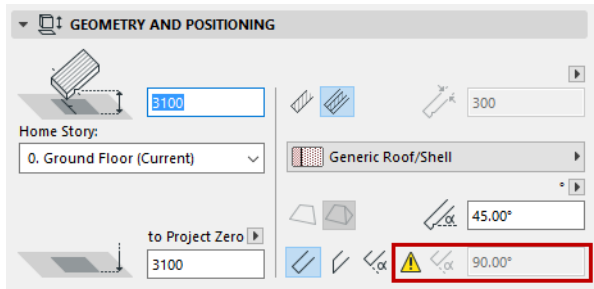 GEOMETRY AND POSITIONING
3100
300
Home Story:
0. Ground Floor (Current)
Generic Roof/Shell
°
α 45.00°
to Project Zero
3100
α α 90.00°